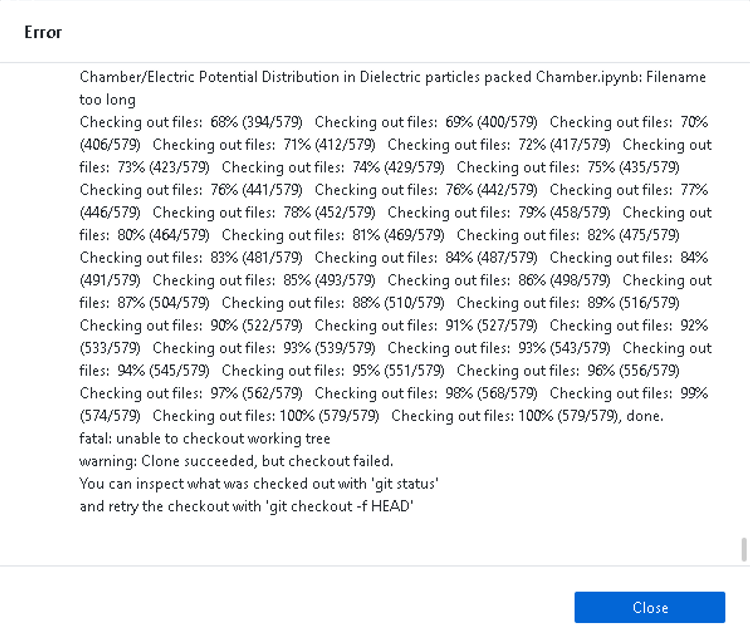 Error
Chamber/Electric Potential Distribution in Dielectric particles packed Chamber.ipynb: Filename
too long
Checking out files:  68% (394/579)   Checking out files:  69% (400/579)   Checking out files:  70%
(406/579)   Checking out files:  71% (412/579)   Checking out files:  72% (417/579)   Checking out
files:  73% (423/579)   Checking out files:  74% (429/579)   Checking out files:  75% (435/579)
Checking out files:  76% (441/579)   Checking out files:  76% (442/579)   Checking out files:  77%
(446/579)   Checking out files:  78% (452/579)   Checking out files:  79% (458/579)   Checking out
files:  80% (464/579)   Checking out files:  81% (469/579)   Checking out files:  82% (475/579)
Checking out files:  83% (481/579)   Checking out files:  84% (487/579)   Checking out files:  84%
(491/579)   Checking out files:  85% (493/579)   Checking out files:  86% (498/579)   Checking out
files:  87% (504/579)   Checking out files:  88% (510/579)   Checking out files:  89% (516/579)
Checking out files:  90% (522/579)   Checking out files:  91% (527/579)   Checking out files:  92%
(533/579)   Checking out files:  93% (539/579)   Checking out files:  93% (543/579)   Checking out
files:  94% (545/579)   Checking out files:  95% (551/579)   Checking out files:  96% (556/579)
Checking out files:  97% (562/579)   Checking out files:  98% (568/579)   Checking out files:  99%
(574/579)   Checking out files: 100% (579/579)   Checking out files: 100% (579/579), done.
fatal: unable to checkout working tree
warning: Clone succeeded, but checkout failed.
You can inspect what was checked out with 'git status'
and retry the checkout with 'git checkout -f HEAD'
Close